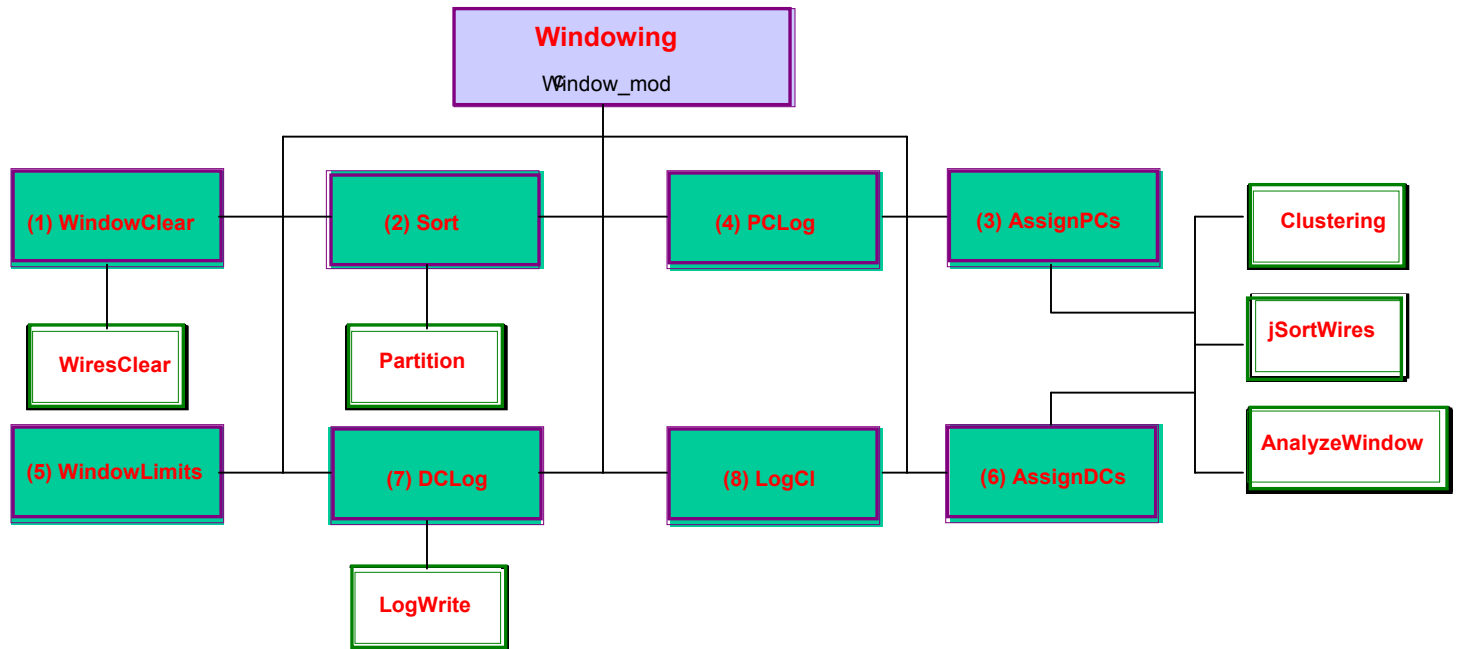 Windowing
Window_mod
(1) WindowClear
(2) Sort
(4) PCLog
(3) AssignPCs
Clustering
jSortWires
WiresClear
Partition
AnalyzeWindow
(5) WindowLimits
(7) DCLog
(8) LogCl
(6) AssignDCs
LogWrite